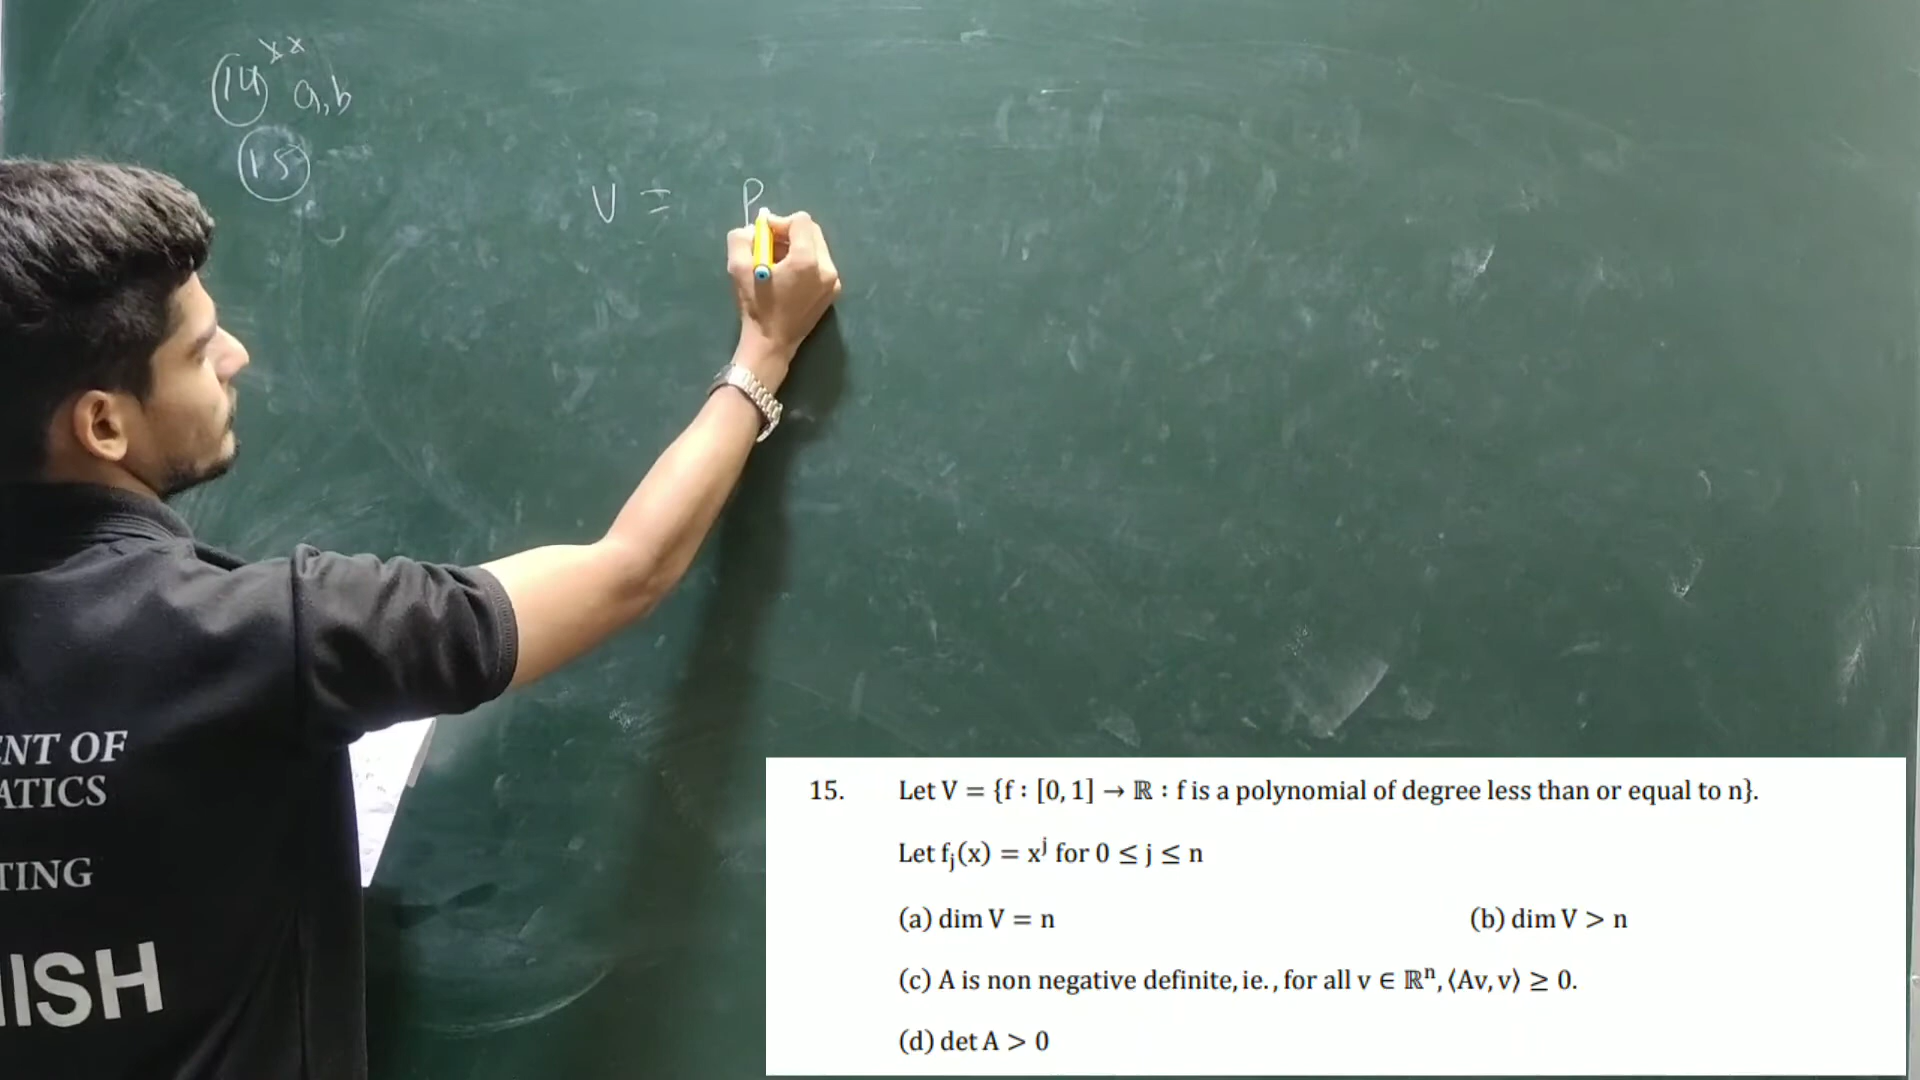 14 xx a, b
15
V = P
ENT OF
ATICS
TING
ISH
15. Let V = {f : [0, 1] → ℝ : f is a polynomial of degree less than or equal to n}.
Let fⱼ(x) = xʲ for 0 ≤ j ≤ n
(a) dim V = n (b) dim V > n
(c) A is non negative definite, ie., for all v ∈ ℝⁿ, ⟨Av, v⟩ ≥ 0.
(d) det A > 0